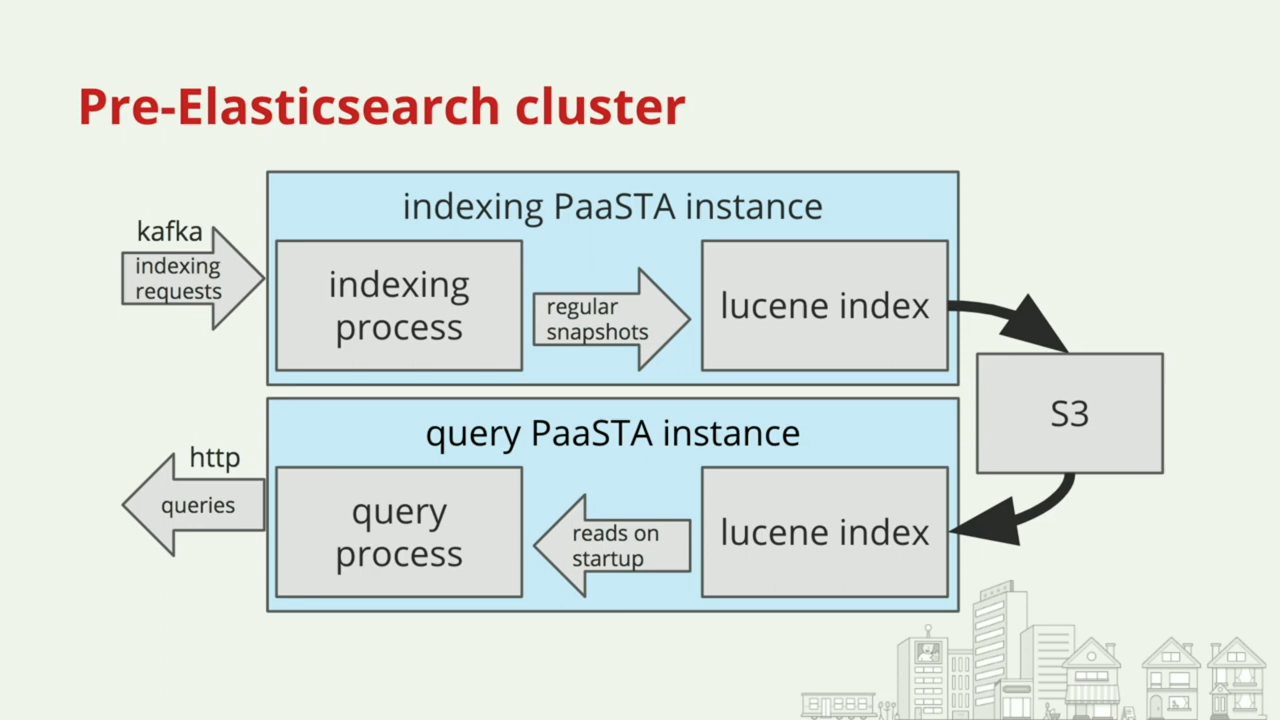 Pre-Elasticsearch cluster
indexing PaaSTA instance
kafka
indexing
requests
indexing
process
regular
snapshots
lucene index
S3
query PaaSTA instance
http
queries
query
process
reads on
startup
lucene index